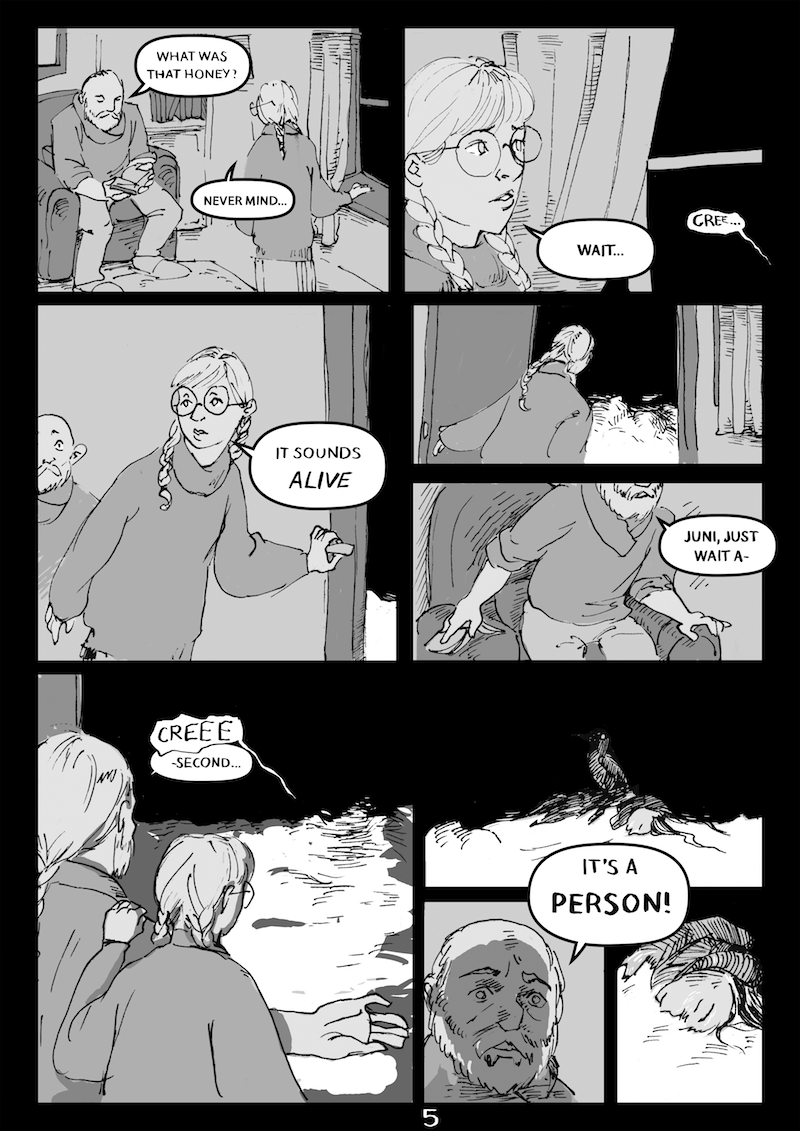 WHAT WAS
THAT HONEY?
NEVER MIND...
WAIT...
CREE...
IT SOUNDS
ALIVE
JUNI, JUST
WAIT A-
CREEE
-SECOND...
IT'S A
PERSON!
5